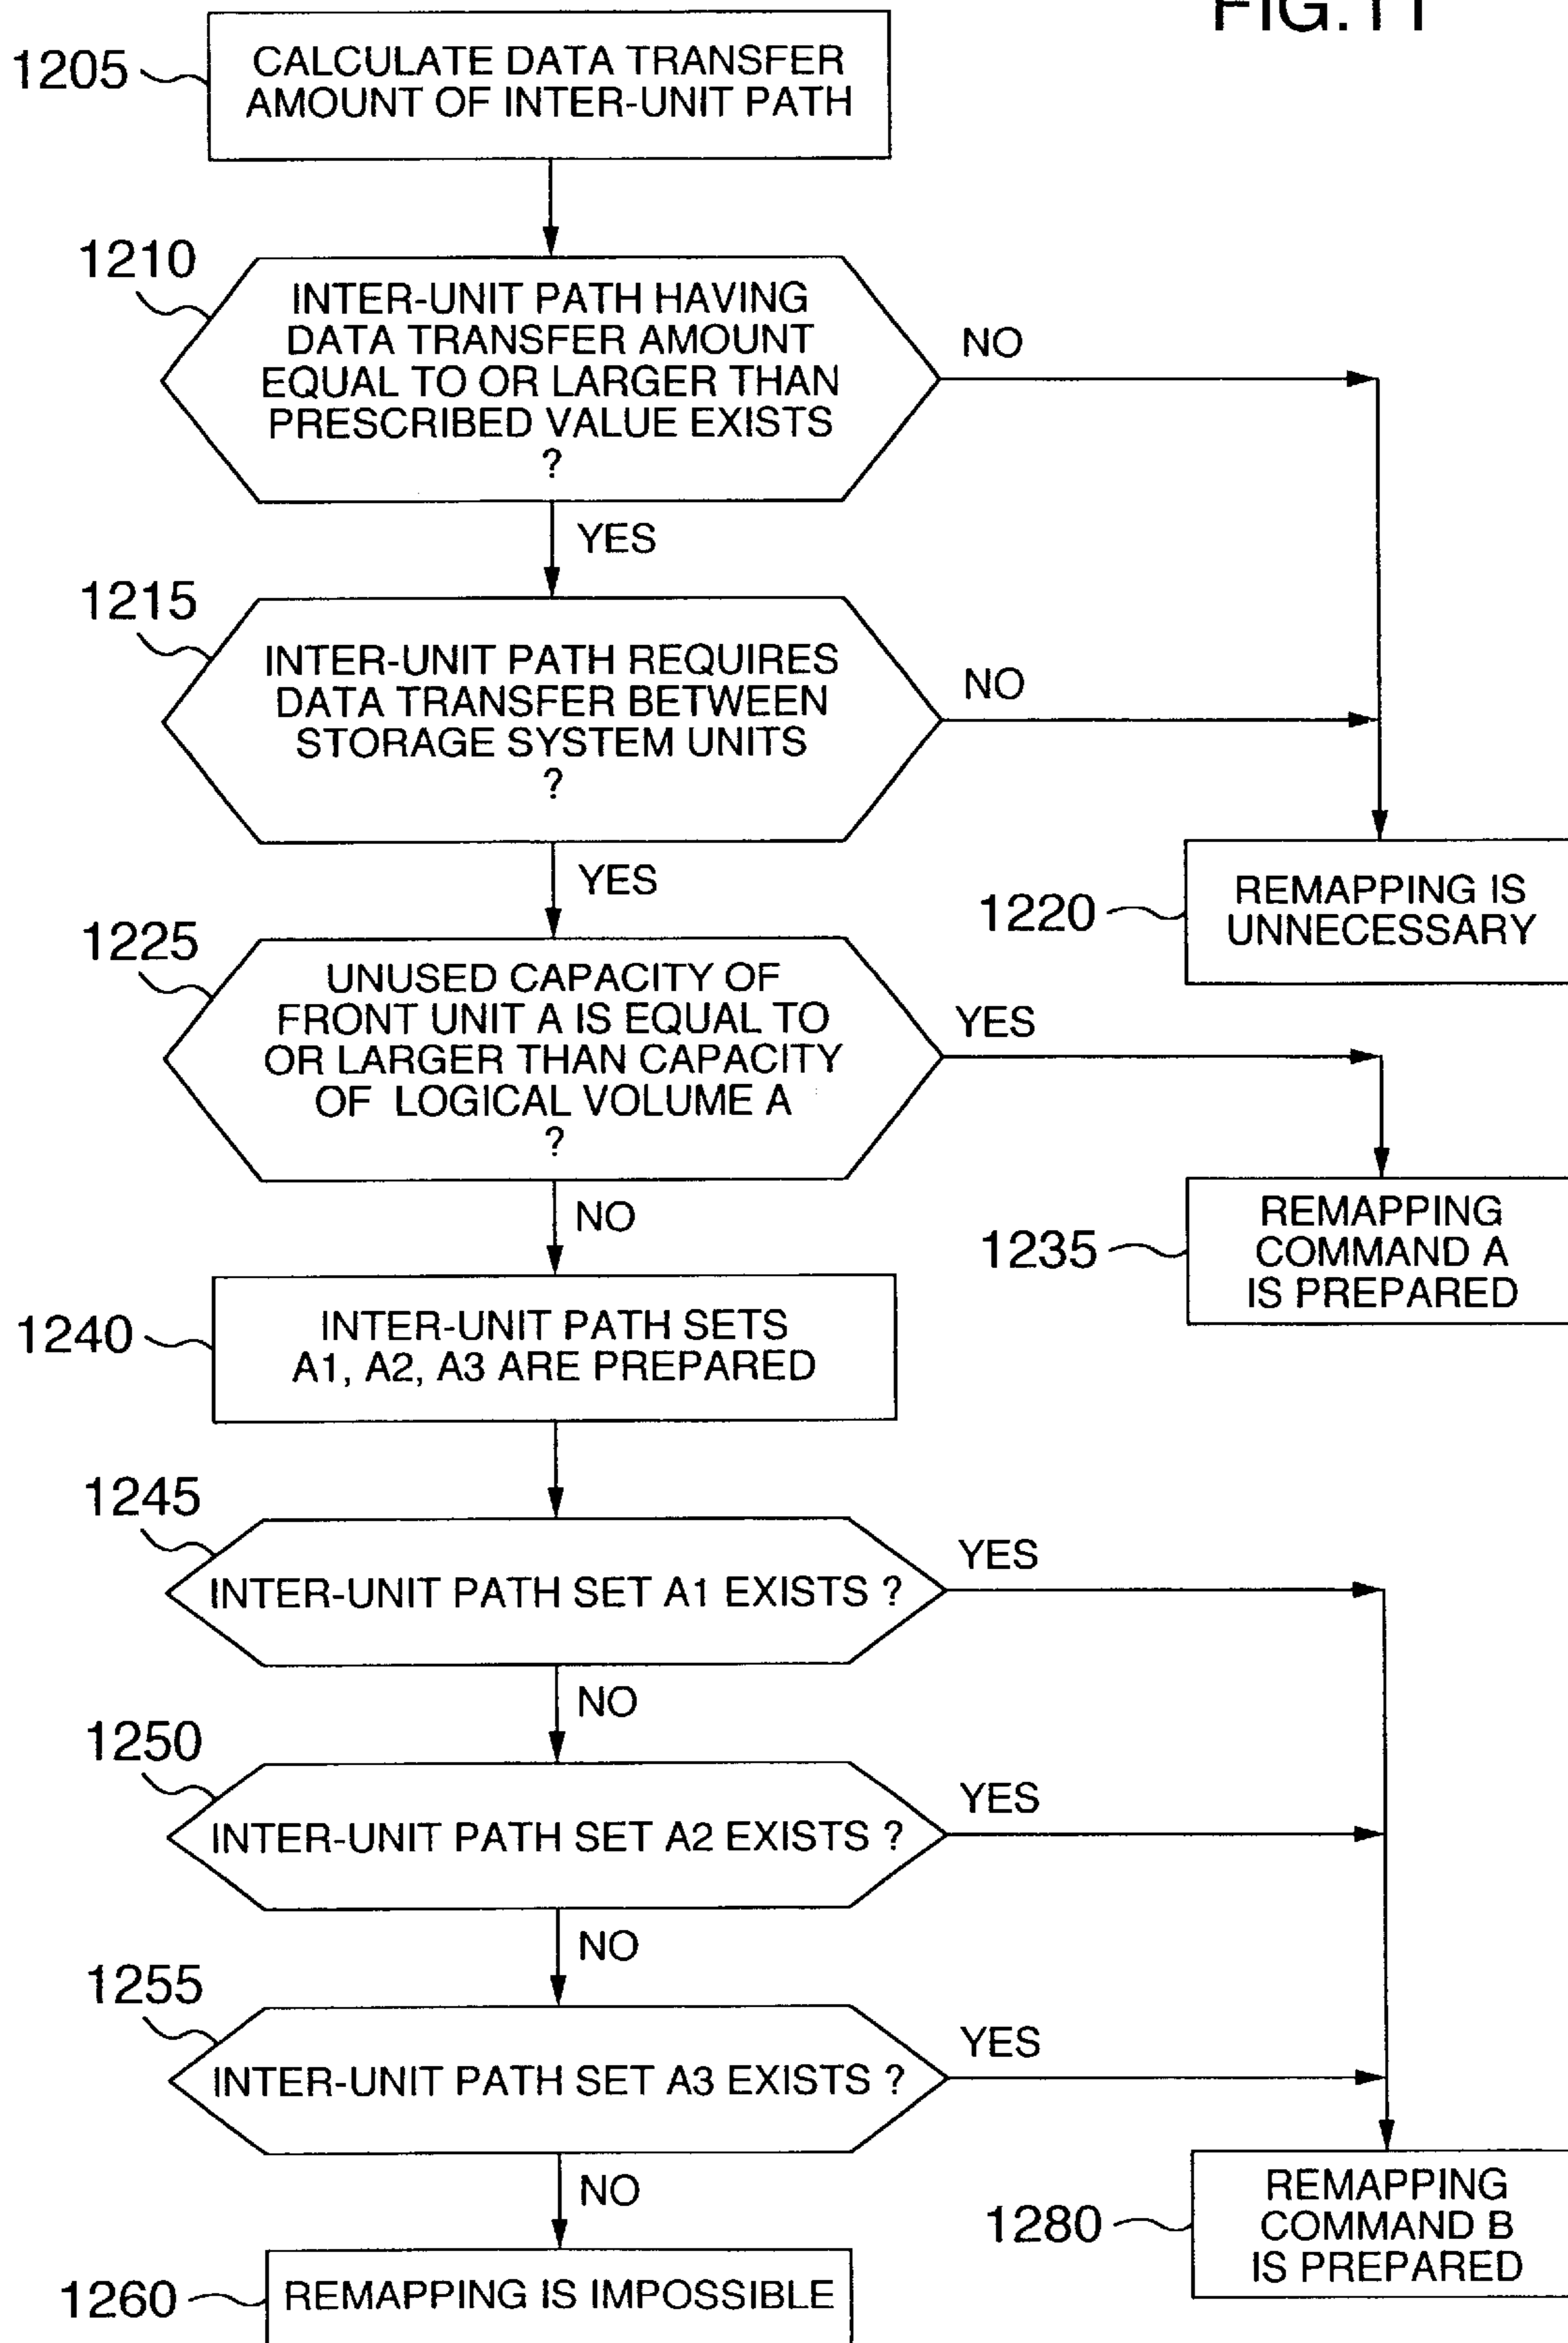 FIG.11
1205
CALCULATE DATA TRANSFER
AMOUNT OF INTER-UNIT PATH
1210
INTER-UNIT PATH HAVING
DATA TRANSFER AMOUNT
EQUAL TO OR LARGER THAN
PRESCRIBED VALUE EXISTS
?
NO
YES
1215
INTER-UNIT PATH REQUIRES
DATA TRANSFER BETWEEN
STORAGE SYSTEM UNITS
?
NO
YES
1220
REMAPPING IS
UNNECESSARY
1225
UNUSED CAPACITY OF
FRONT UNIT A IS EQUAL TO
OR LARGER THAN CAPACITY
OF LOGICAL VOLUME A
?
YES
NO
1235
REMAPPING
COMMAND A
IS PREPARED
1240
INTER-UNIT PATH SETS
A1, A2, A3 ARE PREPARED
1245
INTER-UNIT PATH SET A1 EXISTS ?
YES
NO
1250
INTER-UNIT PATH SET A2 EXISTS ?
YES
NO
1255
INTER-UNIT PATH SET A3 EXISTS ?
YES
NO
1280
REMAPPING
COMMAND B
IS PREPARED
1260
REMAPPING IS IMPOSSIBLE